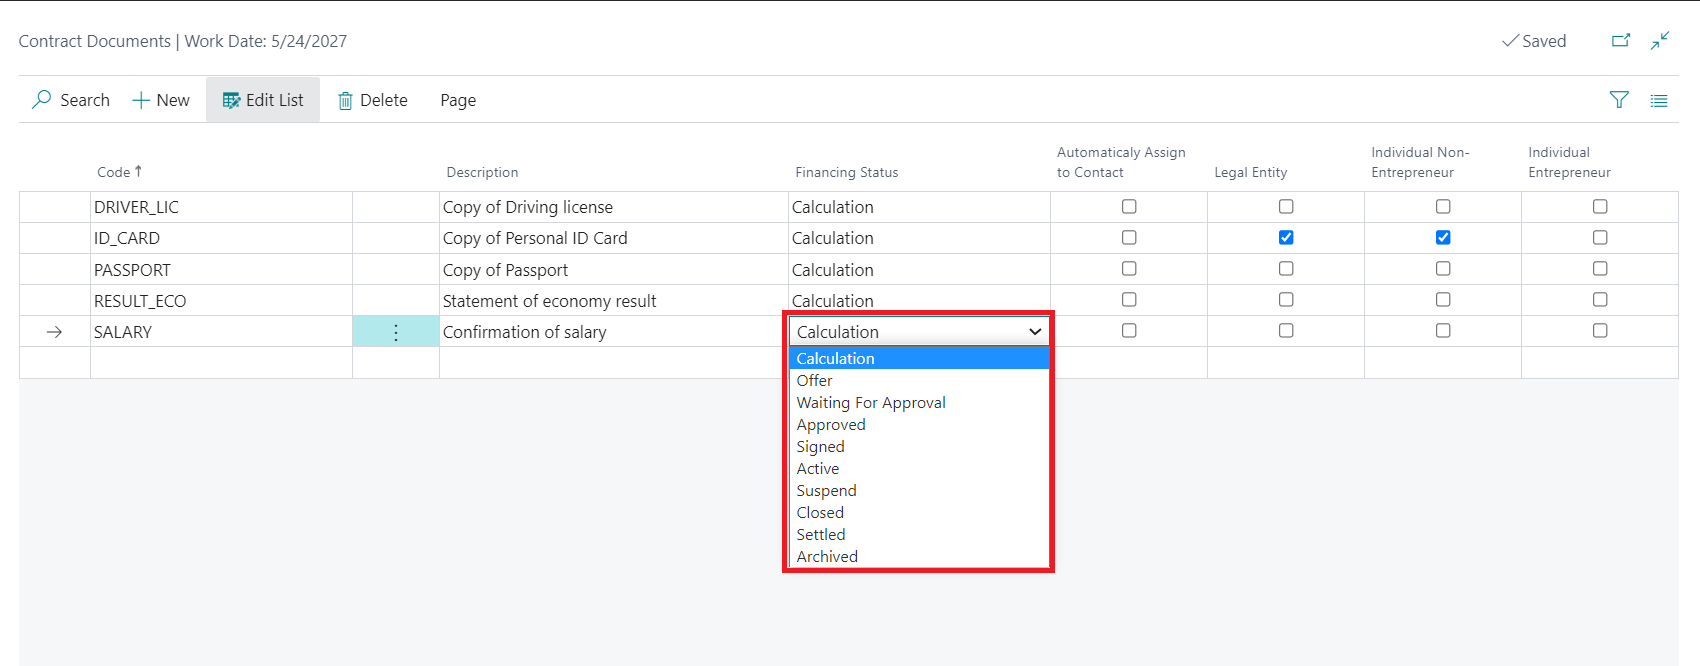 Contract Documents | Work Date: 5/24/2027
Saved
Search New Edit List Delete Page
Code Description Financing Status Automaticaly Assign to Contact Legal Entity Individual Non-Entrepreneur Individual Entrepreneur
DRIVER_LIC Copy of Driving license Calculation
ID_CARD Copy of Personal ID Card Calculation
PASSPORT Copy of Passport Calculation
RESULT_ECO Statement of economy result Calculation
SALARY Confirmation of salary Calculation
Calculation
Offer
Waiting For Approval
Approved
Signed
Active
Suspend
Closed
Settled
Archived